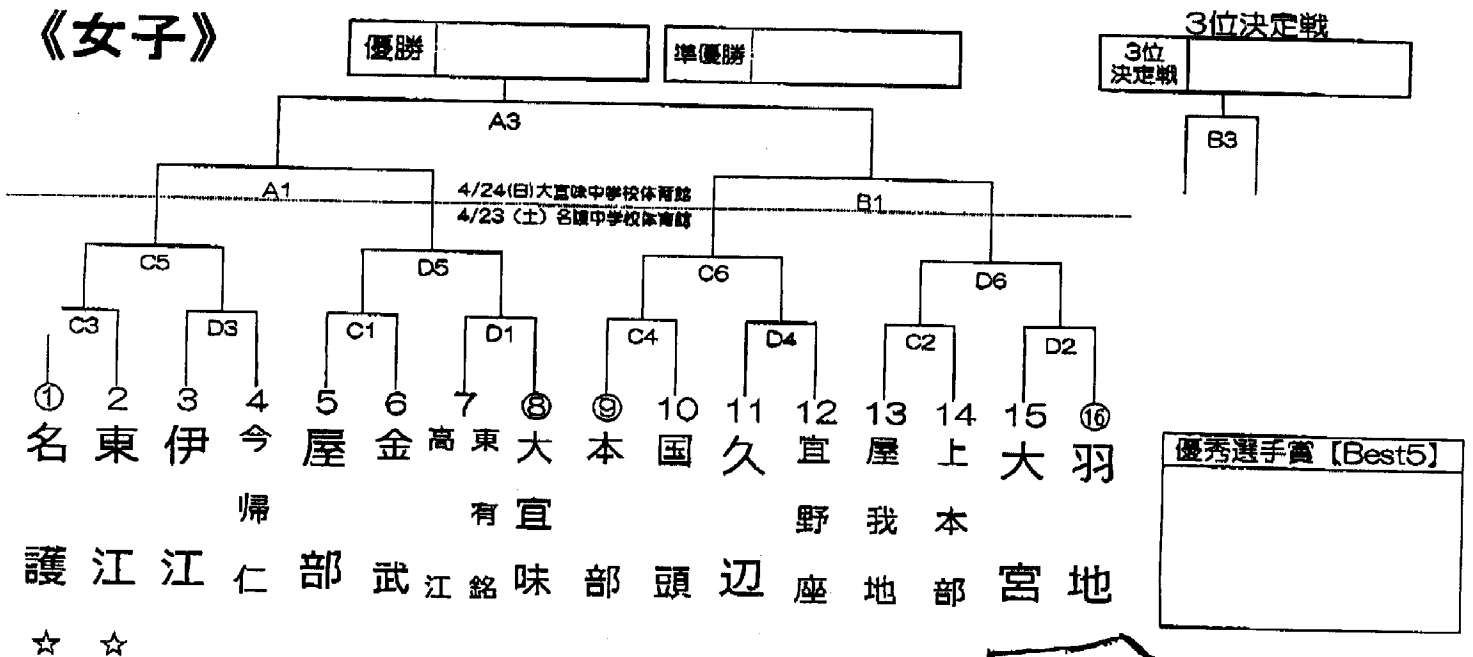 《女子》
優勝
準優勝
3位決定戦
3位
決定戦
A3
B3
A1
4/24(日)大宜味中学校体育館
B1
4/23（土）名護中学校体育館
C5
D5
C6
D6
C3
D3
C1
D1
C4
D4
C2
D2
① 2 3 4 5 6 7 ⑧ ⑨ 10 11 12 13 14 15 ⑯
名護
東江
伊江
今帰仁
屋部
金武
高江
東
有銘
大宜味
本部
国頭
久辺
宜野座
屋我地
上本部
大宮
羽地
☆ ☆
優秀選手賞【Best5】